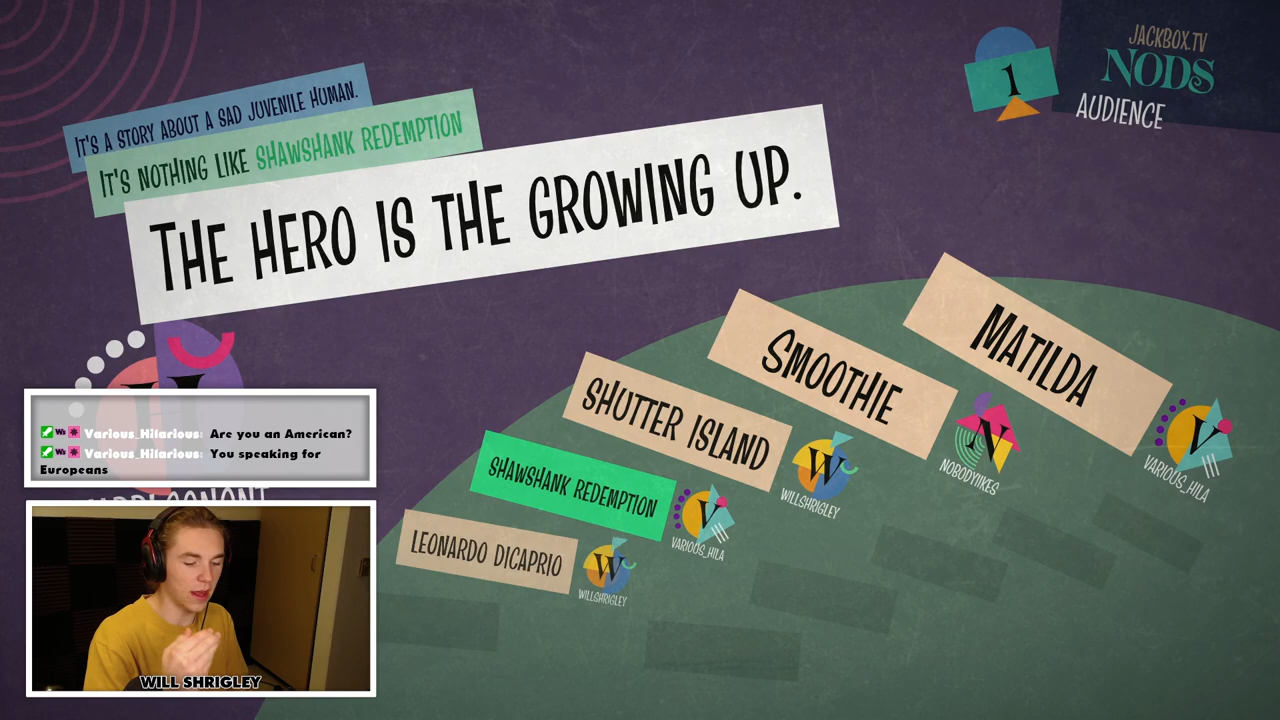 IT'S A STORY ABOUT A SAD JUVENILE HUMAN.
IT'S NOTHING LIKE SHAWSHANK REDEMPTION
THE HERO IS THE GROWING UP.
JACKBOX.TV
NODS
1
AUDIENCE
MATILDA
V
VARIOUS_HILA
SMOOTHIE
N
NOBODYIKES
SHUTTER ISLAND
W
WILLSHRIGLEY
SHAWSHANK REDEMPTION
V
VARIOUS_HILA
LEONARDO DICAPRIO
W
WILLSHRIGLEY
Various_Hilarious: Are you an American?
Various_Hilarious: You speaking for
Europeans
WILL SHRIGLEY